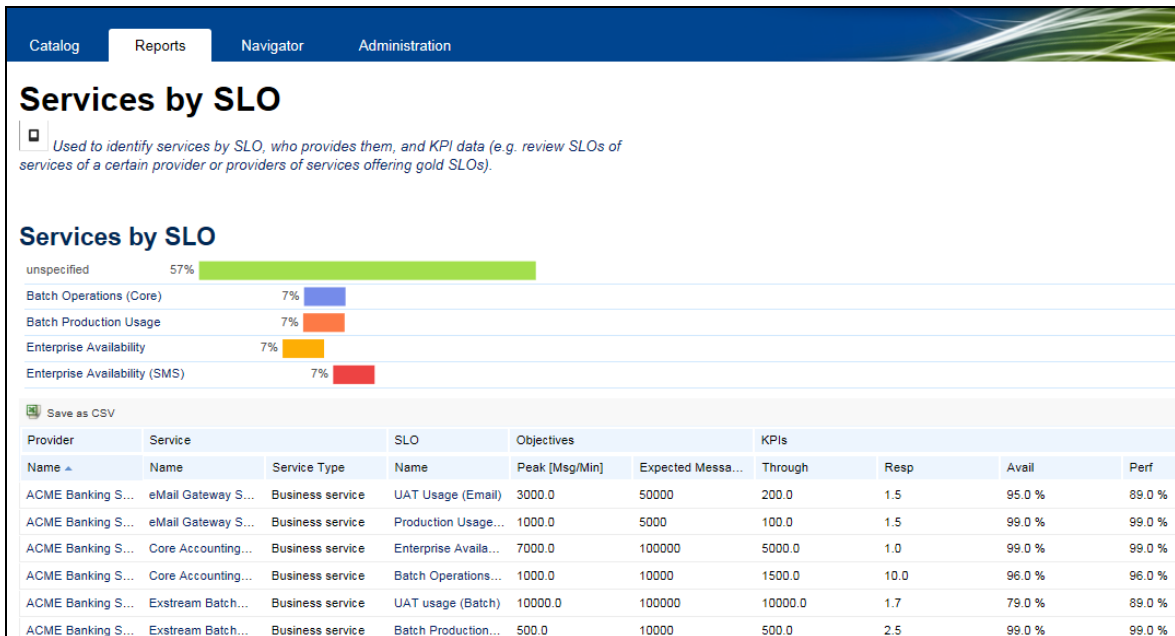 Catalog Reports Navigator Administration
Services by SLO
Used to identify services by SLO, who provides them, and KPI data (e.g. review SLOs of
services of a certain provider or providers of services offering gold SLOs).
Services by SLO
unspecified 57%
Batch Operations (Core) 7%
Batch Production Usage 7%
Enterprise Availability 7%
Enterprise Availability (SMS) 7%
Save as CSV
Provider Service SLO Objectives KPIs
Name Name Service Type Name Peak [Msg/Min] Expected Messa... Through Resp Avail Perf
ACME Banking S... eMail Gateway S... Business service UAT Usage (Email) 3000.0 50000 200.0 1.5 95.0 % 89.0 %
ACME Banking S... eMail Gateway S... Business service Production Usage... 1000.0 5000 100.0 1.5 99.0 % 99.0 %
ACME Banking S... Core Accounting... Business service Enterprise Availa... 7000.0 100000 5000.0 1.0 99.0 % 99.0 %
ACME Banking S... Core Accounting... Business service Batch Operations... 1000.0 10000 1500.0 10.0 96.0 % 96.0 %
ACME Banking S... Exstream Batch... Business service UAT usage (Batch) 10000.0 100000 10000.0 1.7 79.0 % 89.0 %
ACME Banking S... Exstream Batch... Business service Batch Production... 500.0 10000 500.0 2.5 99.0 % 99.0 %